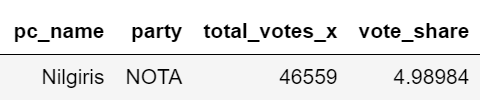 pc_name party total_votes_x vote_share
Nilgiris NOTA 46559 4.98984